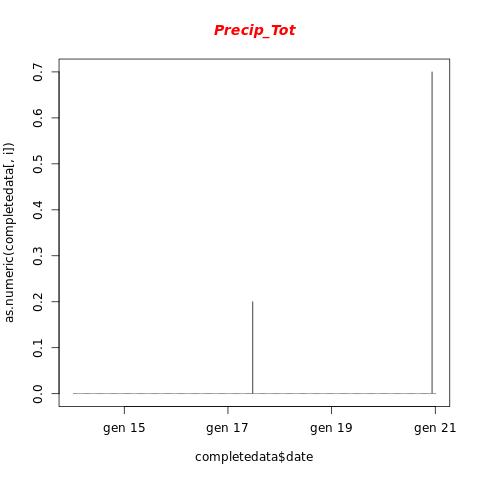 Precip_Tot
as.numeric(completedata[, i])
0.7
0.6
0.5
0.4
0.3
0.2
0.1
0.0
gen 15 gen 17 gen 19 gen 21
completedata$date